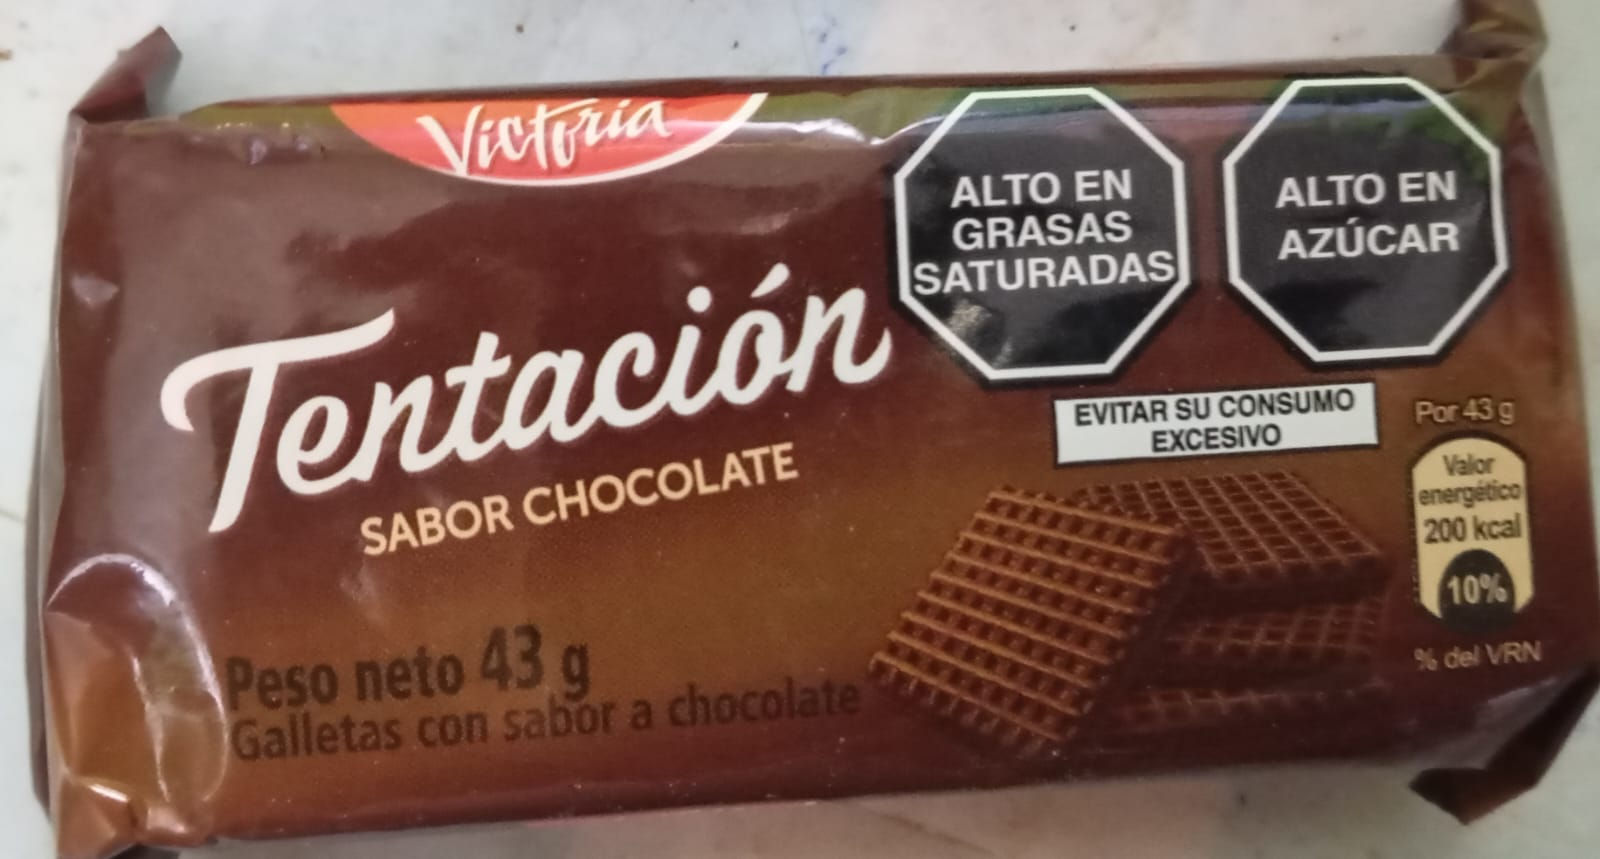 Victoria
Tentación
SABOR CHOCOLATE
Peso neto 43 g
Galletas con sabor a chocolate
ALTO EN
GRASAS
SATURADAS
ALTO EN
AZÚCAR
EVITAR SU CONSUMO
EXCESIVO
Por 43 g
Valor
energético
200 kcal
10%
% del VRN